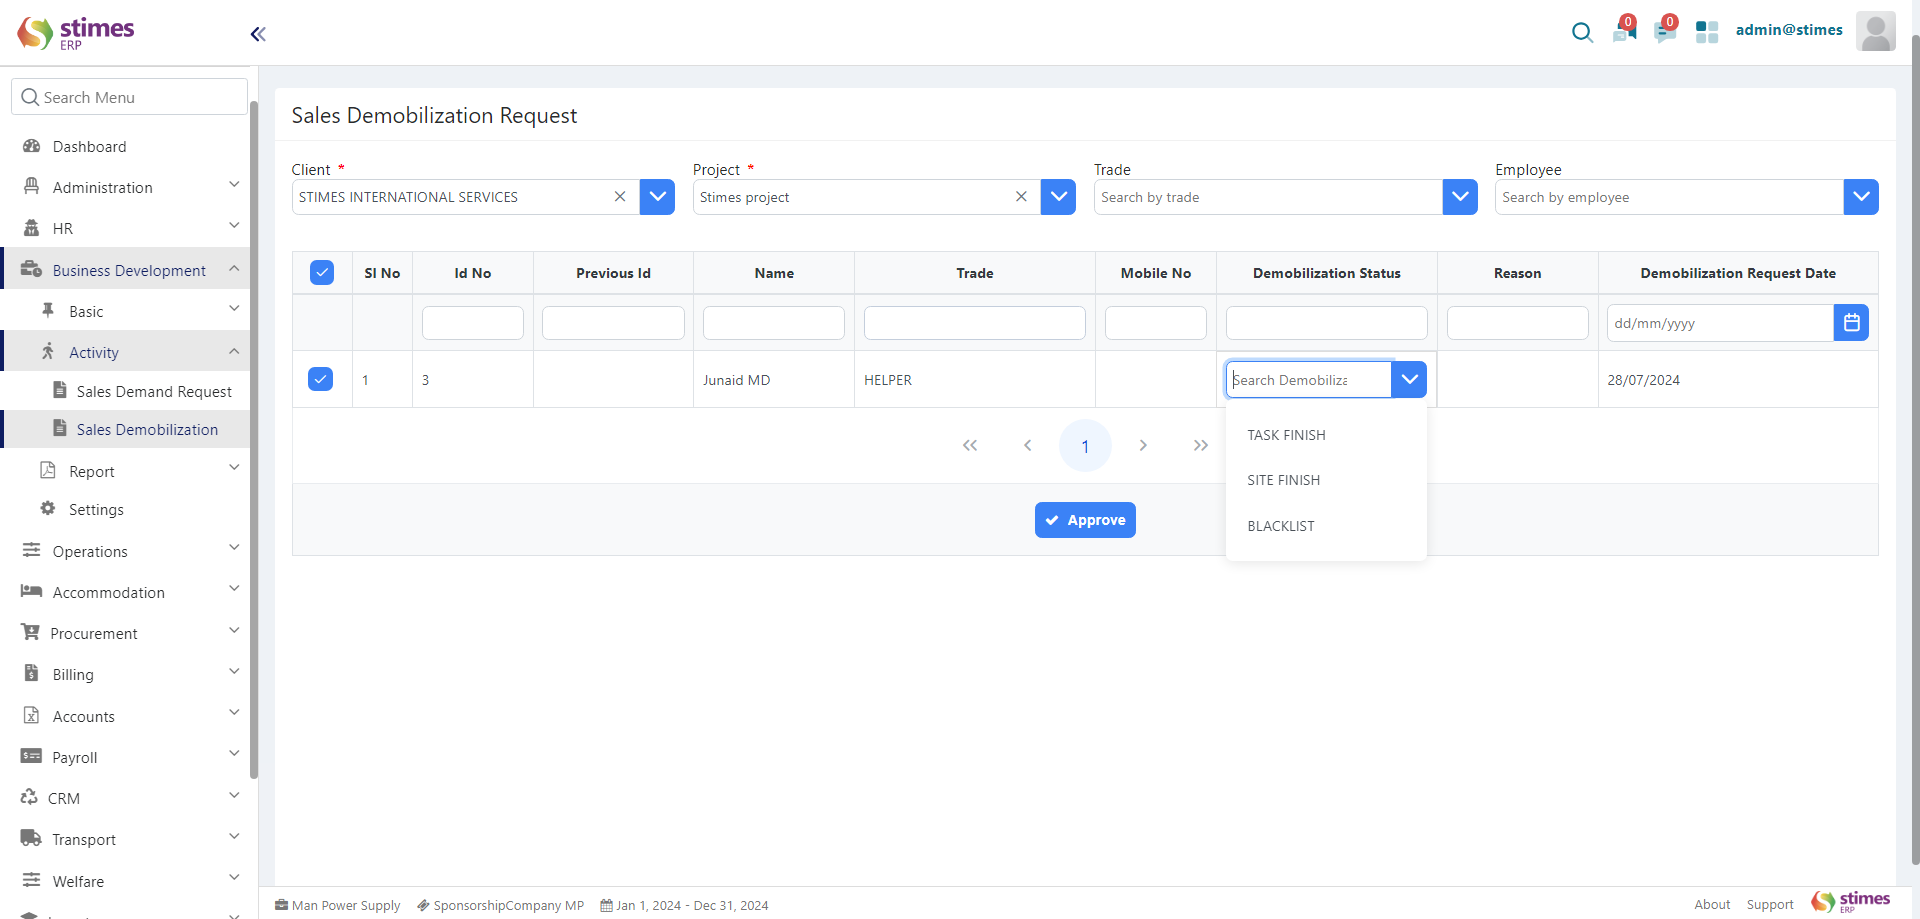 stimes
ERP
0
0
admin@stimes
Search Menu
Dashboard
Administration
HR
Business Development
Basic
Activity
Sales Demand Request
Sales Demobilization
Report
Settings
Operations
Accommodation
Procurement
Billing
Accounts
Payroll
CRM
Transport
Welfare
Sales Demobilization Request
Client *
Project *
Trade
Employee
STIMES INTERNATIONAL SERVICES
Stimes project
Search by trade
Search by employee
Sl No
Id No
Previous Id
Name
Trade
Mobile No
Demobilization Status
Reason
Demobilization Request Date
dd/mm/yyyy
1
3
Junaid MD
HELPER
Search Demobiliza
28/07/2024
1
TASK FINISH
SITE FINISH
BLACKLIST
Approve
Man Power Supply
SponsorshipCompany MP
Jan 1, 2024 - Dec 31, 2024
About
Support
stimes
ERP